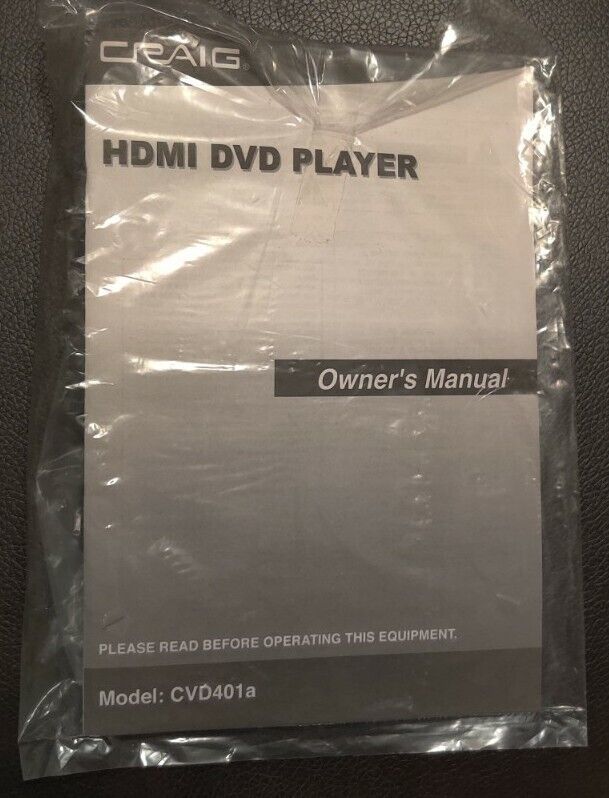 CRAIG®
HDMI DVD PLAYER
Owner's Manual
PLEASE READ BEFORE OPERATING THIS EQUIPMENT.
Model: CVD401a